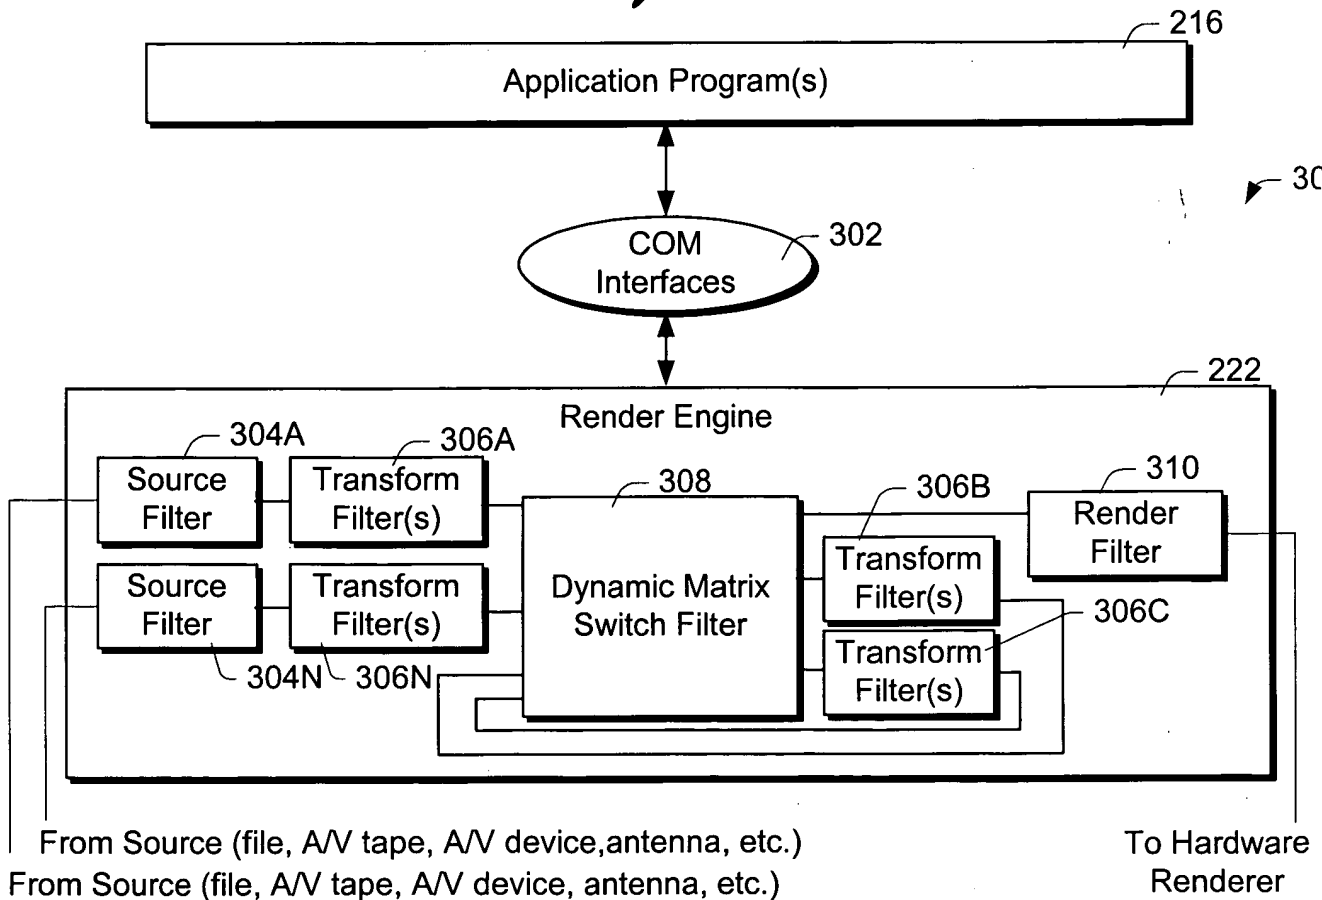 216
Application Program(s)
30
COM
Interfaces
302
222
Render Engine
304A
306A
Source
Filter
Transform
Filter(s)
308
306B
310
Render
Filter
Source
Filter
Transform
Filter(s)
Dynamic Matrix
Switch Filter
Transform
Filter(s)
306C
304N
306N
Transform
Filter(s)
From Source (file, A/V tape, A/V device,antenna, etc.)
From Source (file, A/V tape, A/V device, antenna, etc.)
To Hardware
Renderer